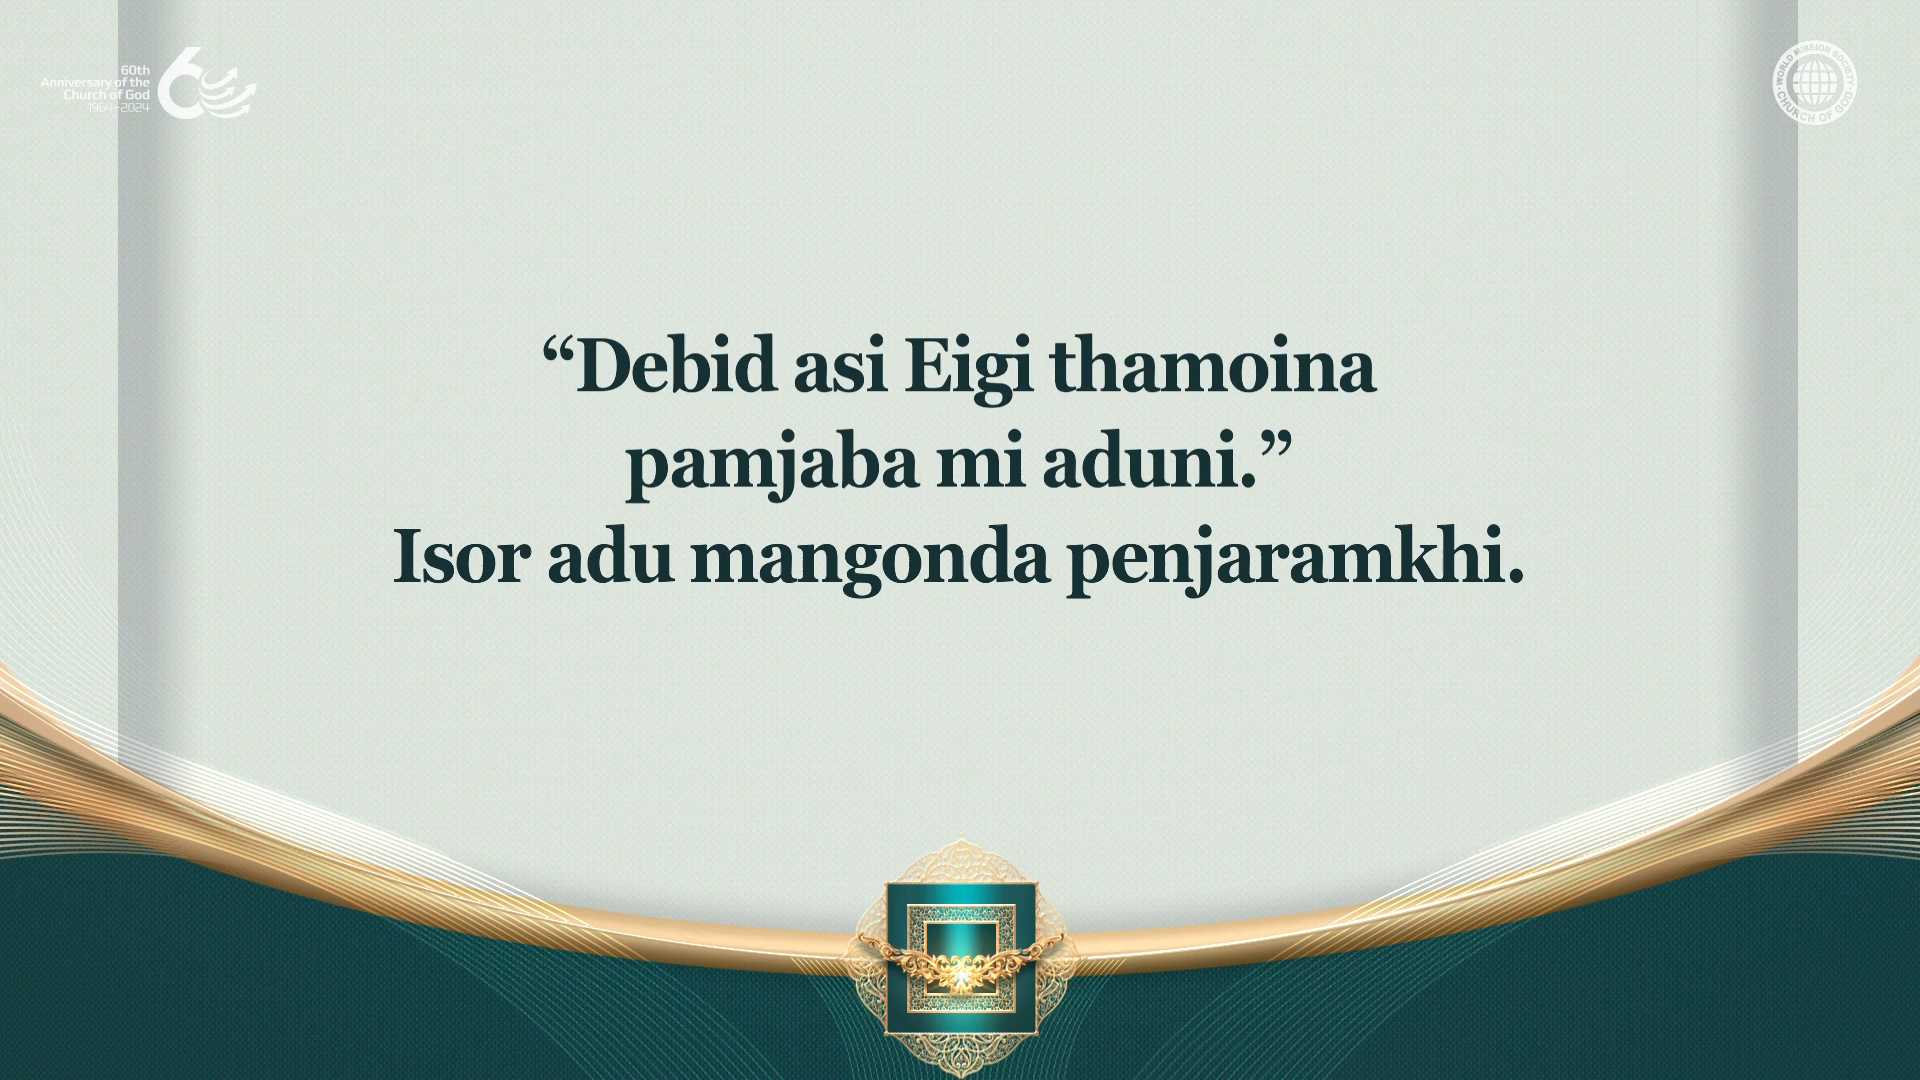 60th
Anniversary of the
Church of God
1964–2024
WORLD MISSION SOCIETY
CHURCH OF GOD
“Debid asi Eigi thamoina
pamjaba mi aduni.”
Isor adu mangonda penjaramkhi.